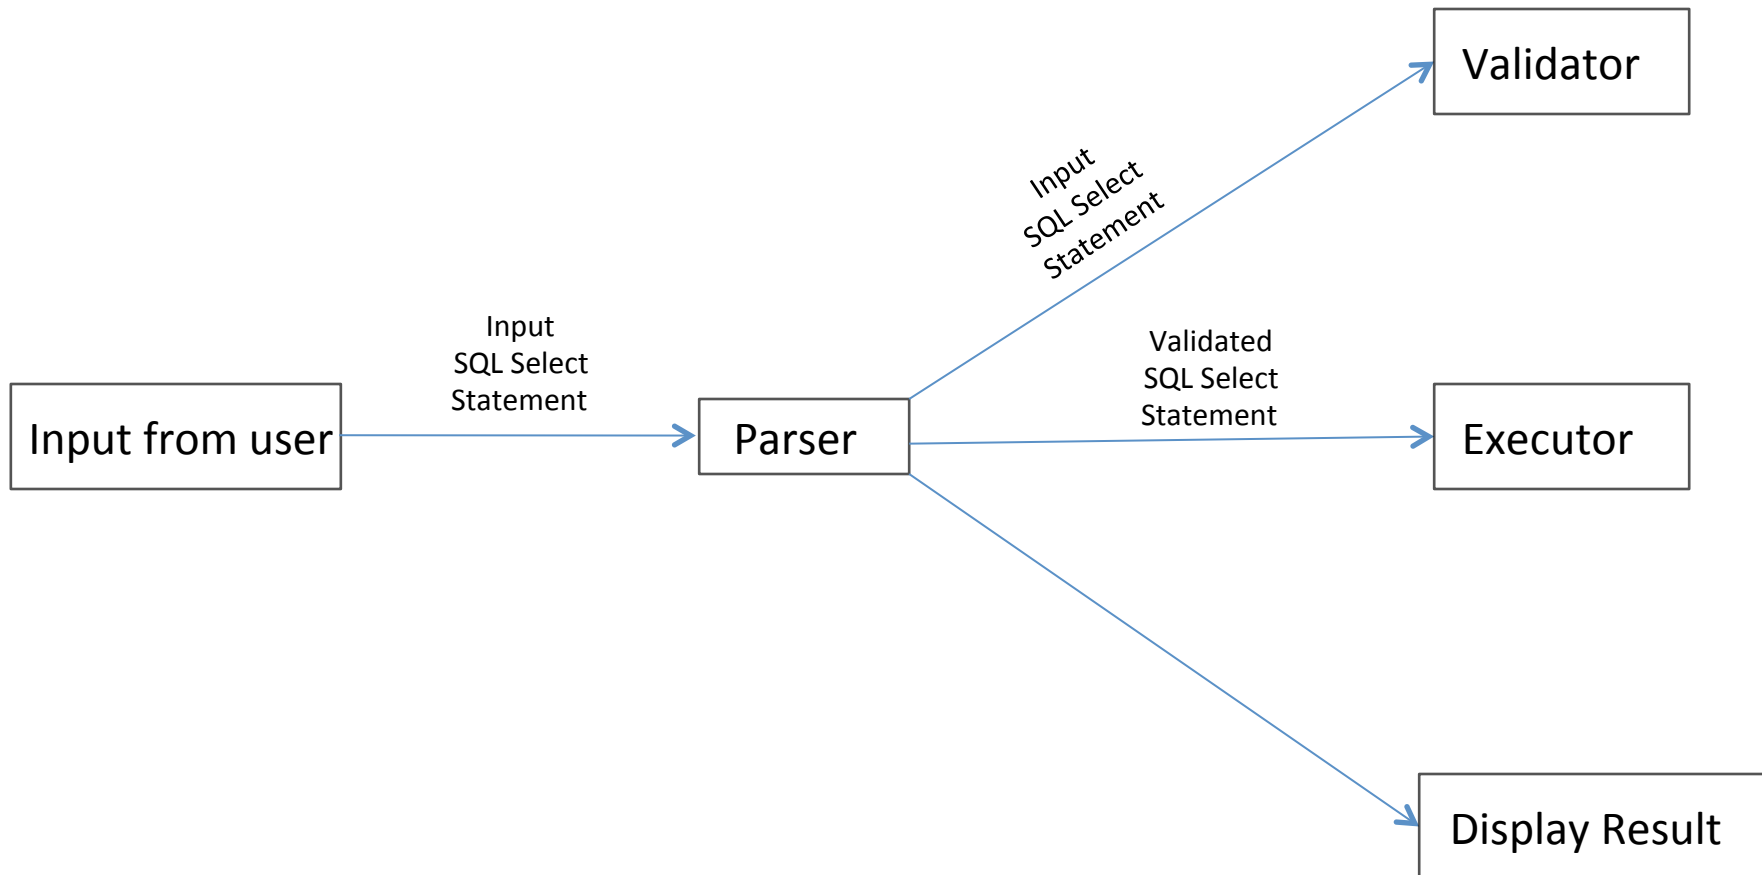 Validator
Input
SQL Select
Statement
Input
SQL Select
Statement
Validated
SQL Select
Statement
Input from user
Parser
Executor
Display Result